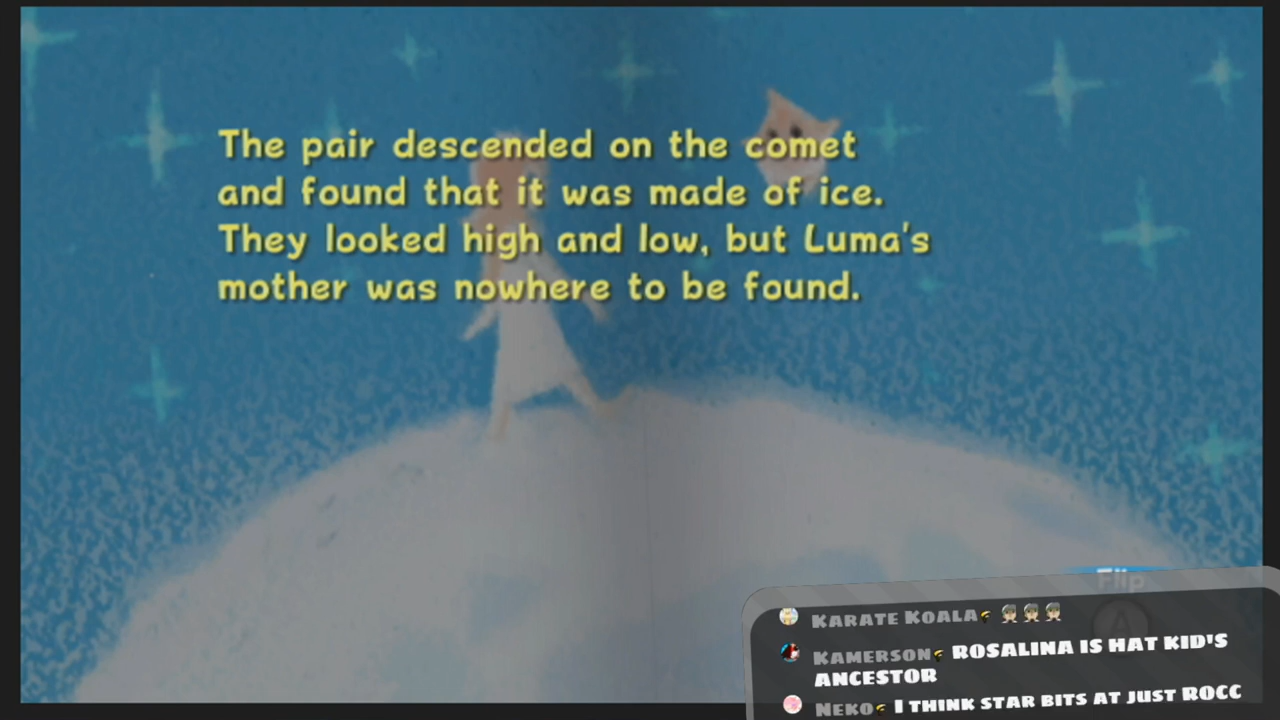 The pair descended on the comet
and found that it was made of ice.
They looked high and low, but Luma's
mother was nowhere to be found.
Flip
A
KARATE KOALA
KAMERSON ROSALINA IS HAT KID'S
ANCESTOR
NEKO I THINK STAR BITS AT JUST ROCC